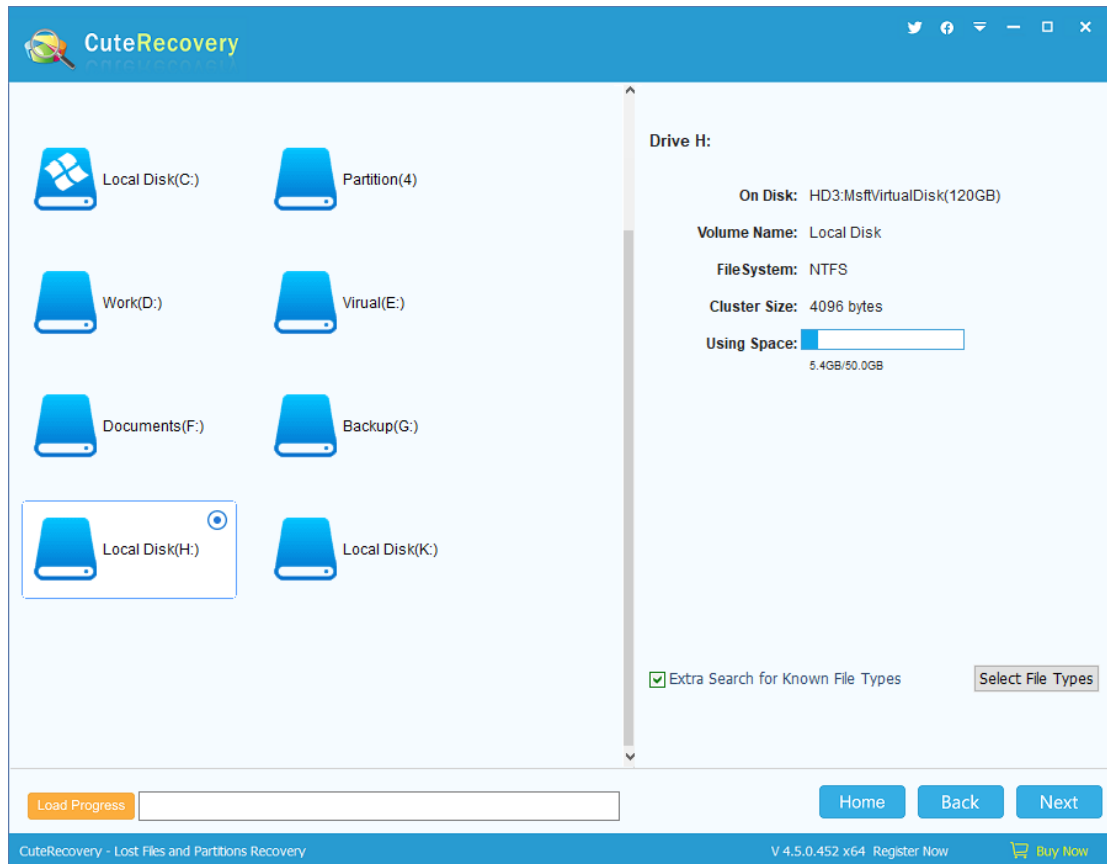 CuteRecovery
Local Disk(C:)
Partition(4)
Work(D:)
Virual(E:)
Documents(F:)
Backup(G:)
Local Disk(H:)
Local Disk(K:)
Drive H:
On Disk: HD3:MsftVirtualDisk(120GB)
Volume Name: Local Disk
FileSystem: NTFS
Cluster Size: 4096 bytes
Using Space:
5.4GB/50.0GB
Extra Search for Known File Types
Select File Types
Load Progress
Home
Back
Next
CuteRecovery - Lost Files and Partitions Recovery
V 4.5.0.452 x64 Register Now
Buy Now